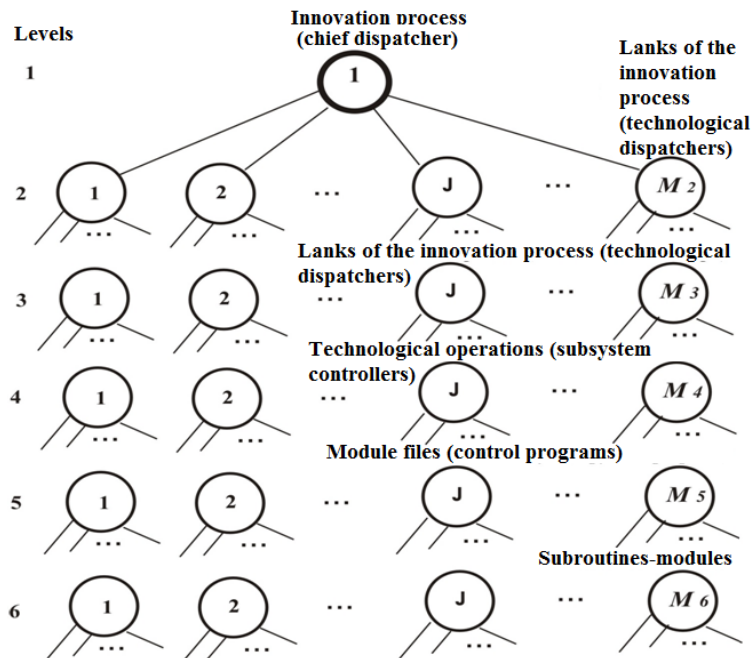 Levels
Innovation process
(chief dispatcher)
1
1
Lanks of the
innovation
process
(technological
dispatchers)
2
1
2
...
J
...
M 2
...
...
...
...
Lanks of the innovation process (technological
dispatchers)
3
1
2
...
J
...
M 3
...
...
...
...
Technological operations (subsystem
controllers)
4
1
2
...
J
...
M 4
...
...
...
...
Module files (control programs)
5
1
2
...
J
...
M 5
...
...
...
...
Subroutines-modules
6
1
2
...
J
...
M 6
...
...
...
...